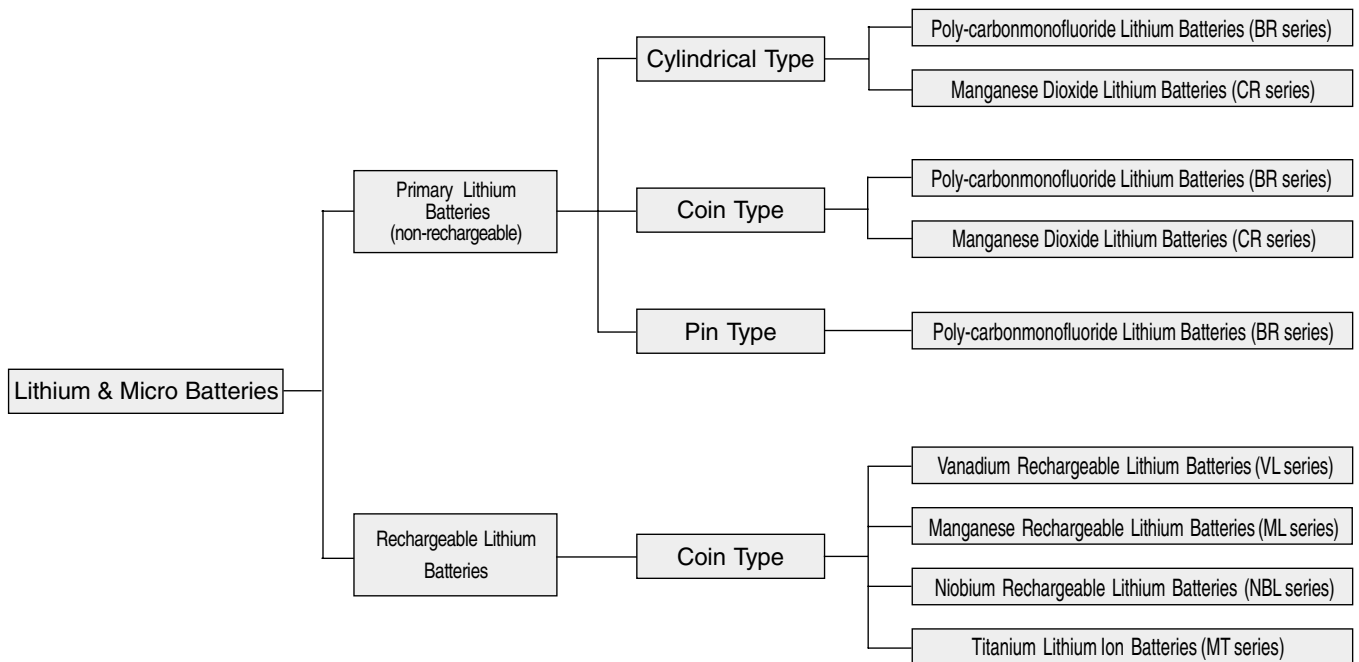 Lithium & Micro Batteries
Primary Lithium
Batteries
(non-rechargeable)
Cylindrical Type
Poly-carbonmonofluoride Lithium Batteries (BR series)
Manganese Dioxide Lithium Batteries (CR series)
Coin Type
Poly-carbonmonofluoride Lithium Batteries (BR series)
Manganese Dioxide Lithium Batteries (CR series)
Pin Type
Poly-carbonmonofluoride Lithium Batteries (BR series)
Rechargeable Lithium
Batteries
Coin Type
Vanadium Rechargeable Lithium Batteries (VL series)
Manganese Rechargeable Lithium Batteries (ML series)
Niobium Rechargeable Lithium Batteries (NBL series)
Titanium Lithium Ion Batteries (MT series)